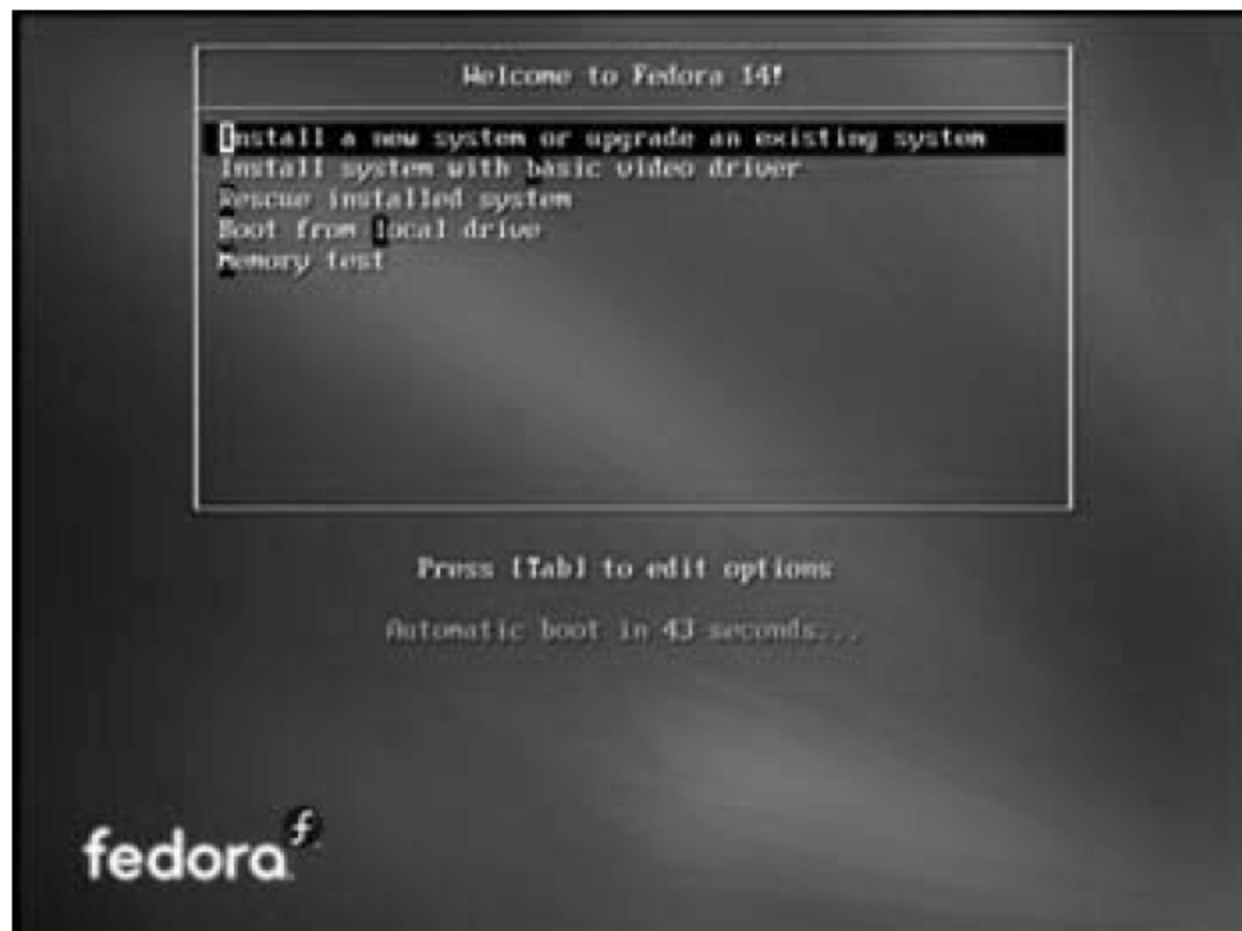 Welcome to Fedora 14!
Install a new system or upgrade an existing system
Install system with basic video driver
Rescue installed system
Boot from local drive
Memory test
Press [Tab] to edit options
Automatic boot in 43 seconds...
fedora